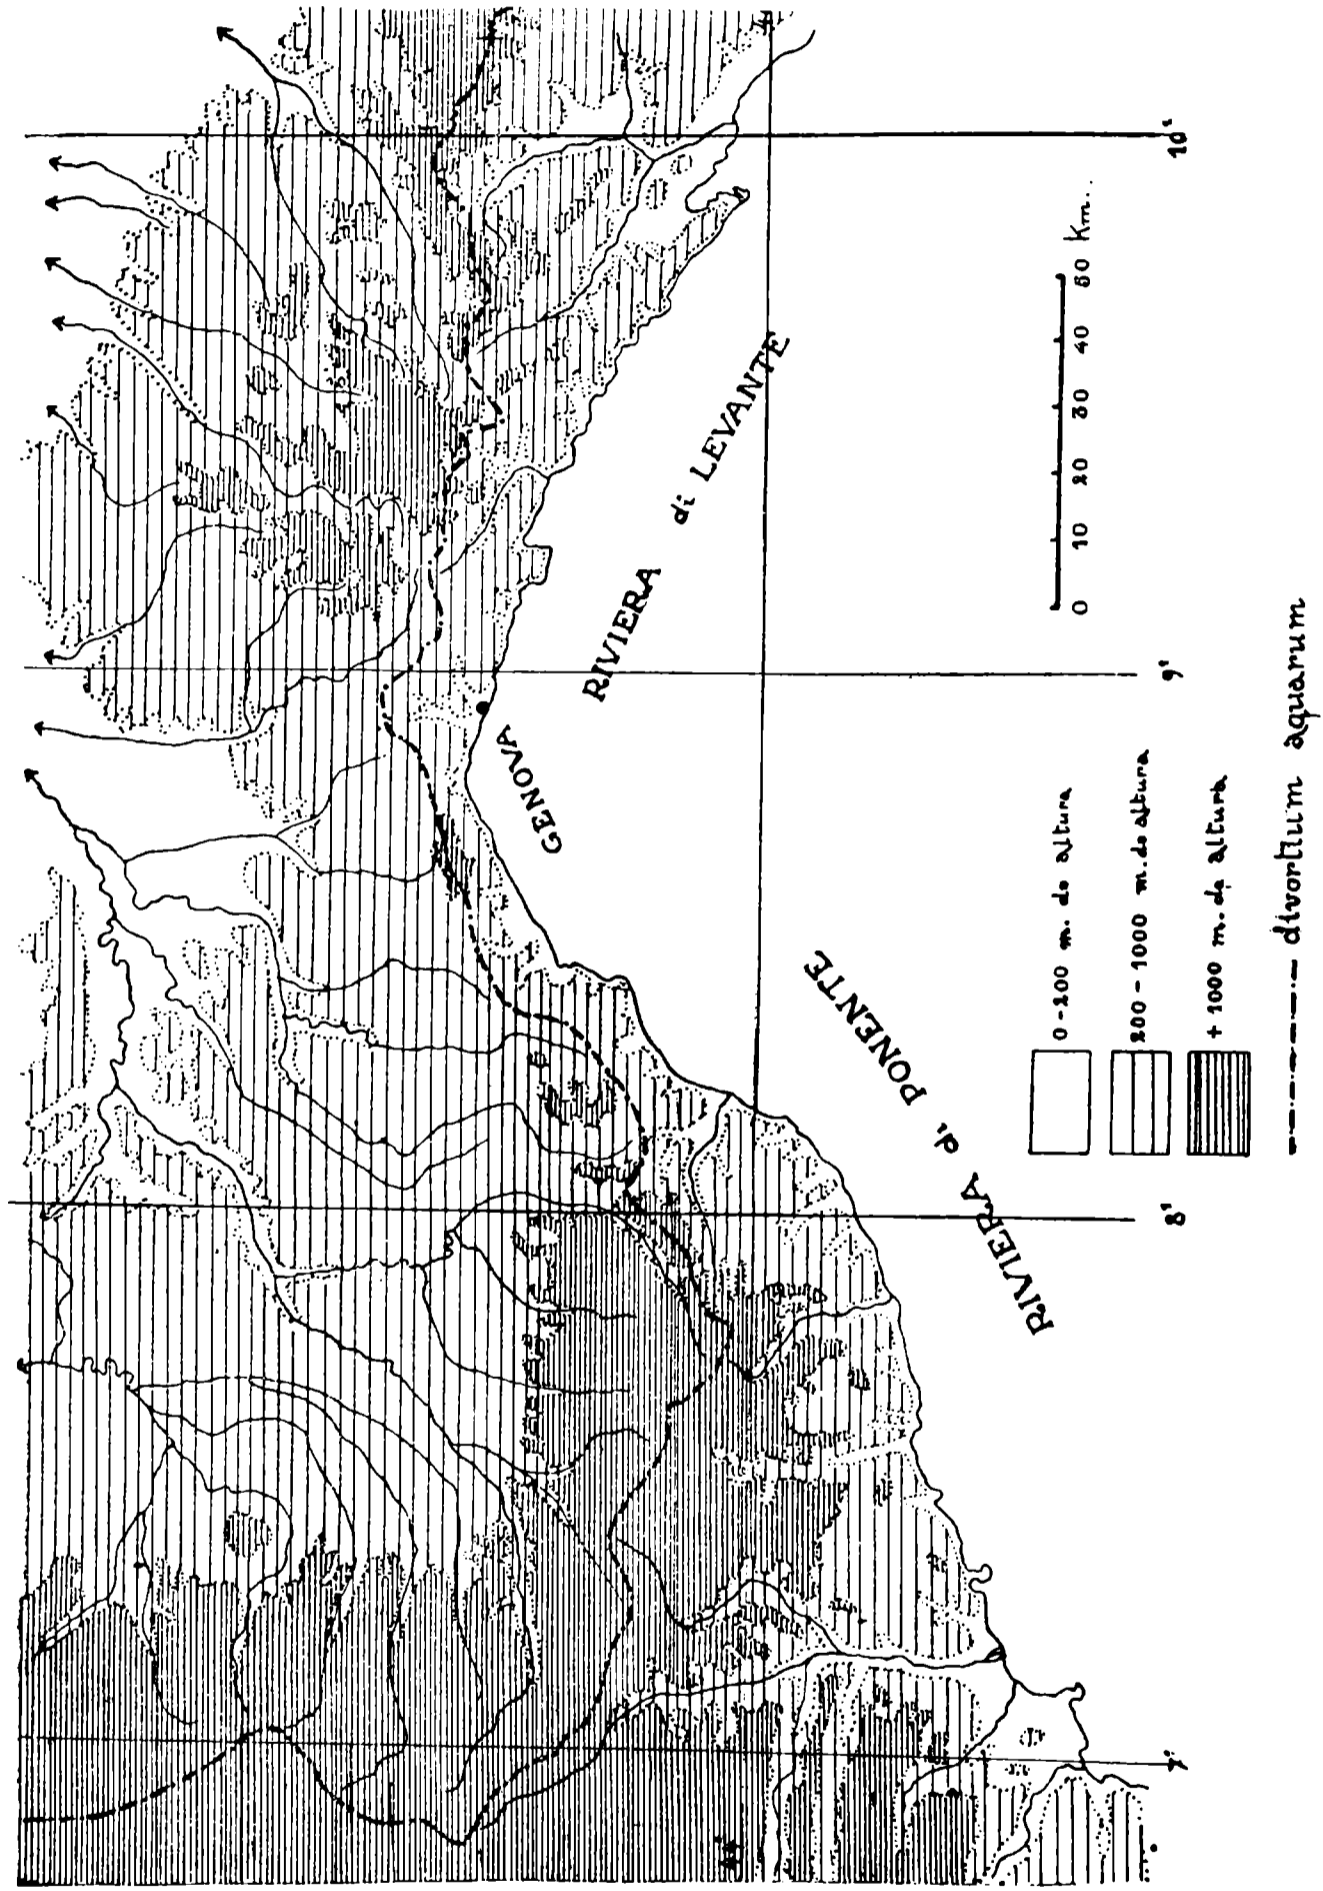 GENOVA
RIVIERA di LEVANTE
RIVIERA di PONENTE
44°
7°
8°
9°
10°
0 10 20 30 40 50 Km.
0-200 m. de altura
200-1000 m. de altura
+ 1000 m. de altura
divortium aquarum